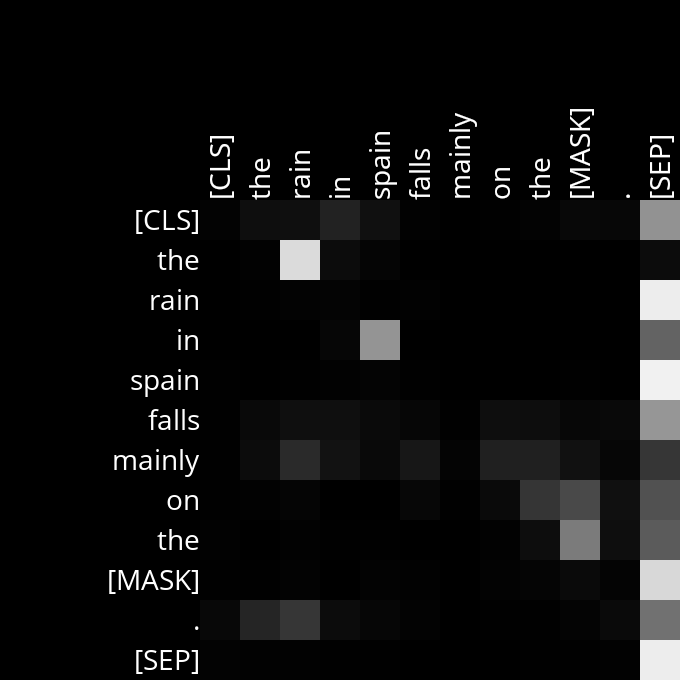 [CLS] the rain in spain falls mainly on the [MASK] . [SEP]
[CLS]
the
rain
in
spain
falls
mainly
on
the
[MASK]
.
[SEP]